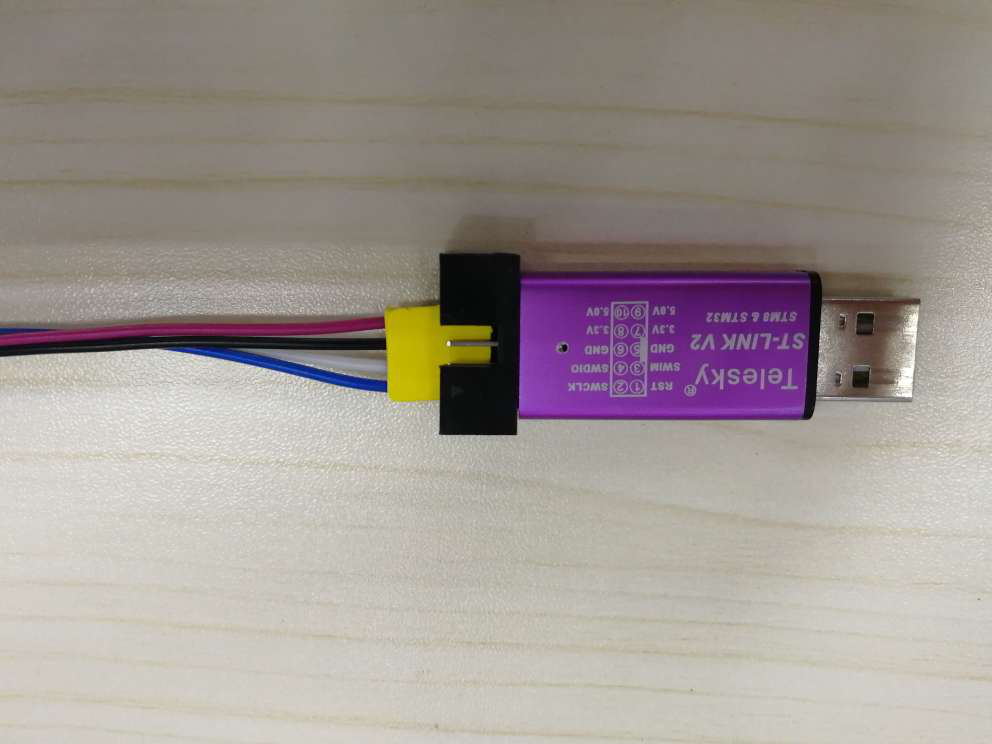 Telesky®
ST-LINK V2
STM8 & STM32
RST ① ② SWCLK
SWIM ③ ④ SWDIO
GND ⑤ ⑥ GND
3.3V ⑦ ⑧ 3.3V
5.0V ⑨ ⑩ 5.0V